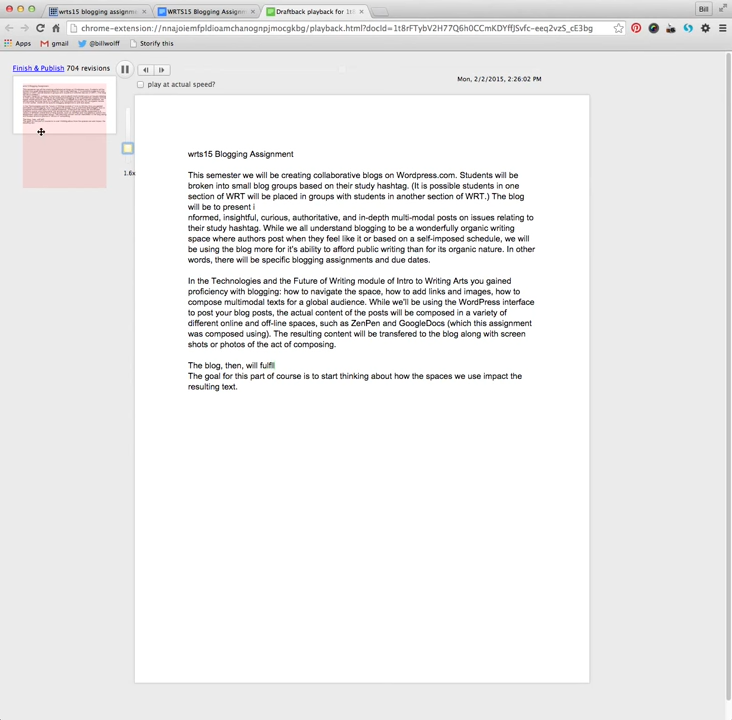 wrts15 blogging assignm
WRTS15 Blogging Assignmen
Draftback playback for 1t
Bill
chrome-extension://nnajoiemfpldioamchanognpjmocgkbg/playback.html?docId=1t8rFTybV2H77Q6h0CCmKDYffJSvfc-eeq2vzS_cE3bg
Apps
gmail
@billwolff
Storify this
Finish & Publish 704 revisions
play at actual speed?
Mon, 2/2/2015, 2:26:02 PM
1.6x
wrts15 Blogging Assignment
This semester we will be creating collaborative blogs on Wordpress.com. Students will be
broken into small blog groups based on their study hashtag. (It is possible students in one
section of WRT will be placed in groups with students in another section of WRT.) The blog
will be to present i
nformed, insightful, curious, authoritative, and in-depth multi-modal posts on issues relating to
their study hashtag. While we all understand blogging to be a wonderfully organic writing
space where authors post when they feel like it or based on a self-imposed schedule, we will
be using the blog more for it's ability to afford public writing than for its organic nature. In other
words, there will be specific blogging assignments and due dates.
In the Technologies and the Future of Writing module of Intro to Writing Arts you gained
proficiency with blogging: how to navigate the space, how to add links and images, how to
compose multimodal texts for a global audience. While we'll be using the WordPress interface
to post your blog posts, the actual content of the posts will be composed in a variety of
different online and off-line spaces, such as ZenPen and GoogleDocs (which this assignment
was composed using). The resulting content will be transfered to the blog along with screen
shots or photos of the act of composing.
The blog, then, will fulfil
The goal for this part of course is to start thinking about how the spaces we use impact the
resulting text.